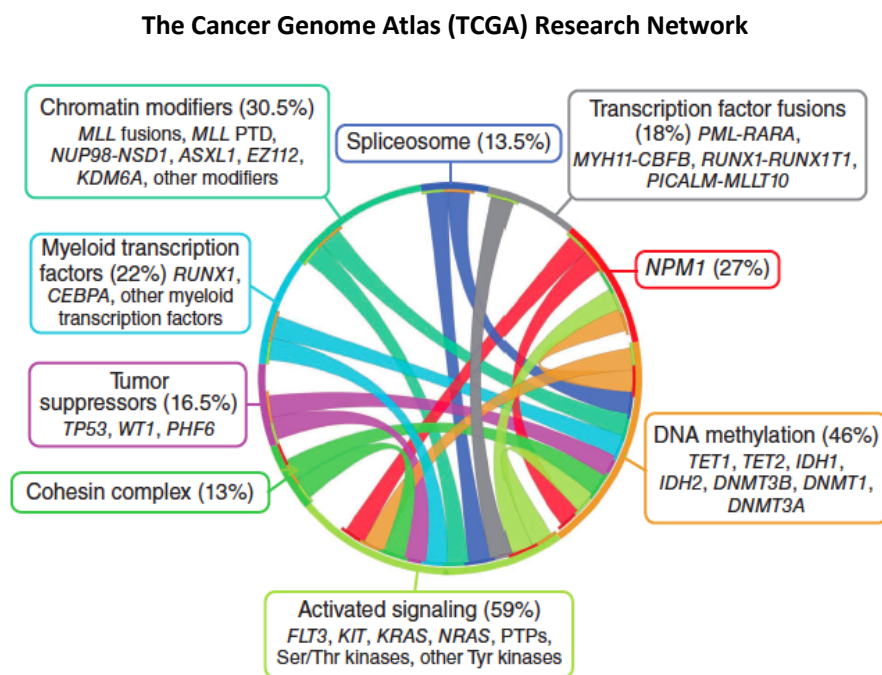 The Cancer Genome Atlas (TCGA) Research Network
Chromatin modifiers (30.5%)
MLL fusions, MLL PTD,
NUP98-NSD1, ASXL1, EZ112,
KDM6A, other modifiers
Spliceosome (13.5%)
Transcription factor fusions
(18%) PML-RARA,
MYH11-CBFB, RUNX1-RUNX1T1,
PICALM-MLLT10
Myeloid transcription
factors (22%) RUNX1,
CEBPA, other myeloid
transcription factors
NPM1 (27%)
Tumor
suppressors (16.5%)
TP53, WT1, PHF6
DNA methylation (46%)
TET1, TET2, IDH1,
IDH2, DNMT3B, DNMT1,
DNMT3A
Cohesin complex (13%)
Activated signaling (59%)
FLT3, KIT, KRAS, NRAS, PTPs,
Ser/Thr kinases, other Tyr kinases